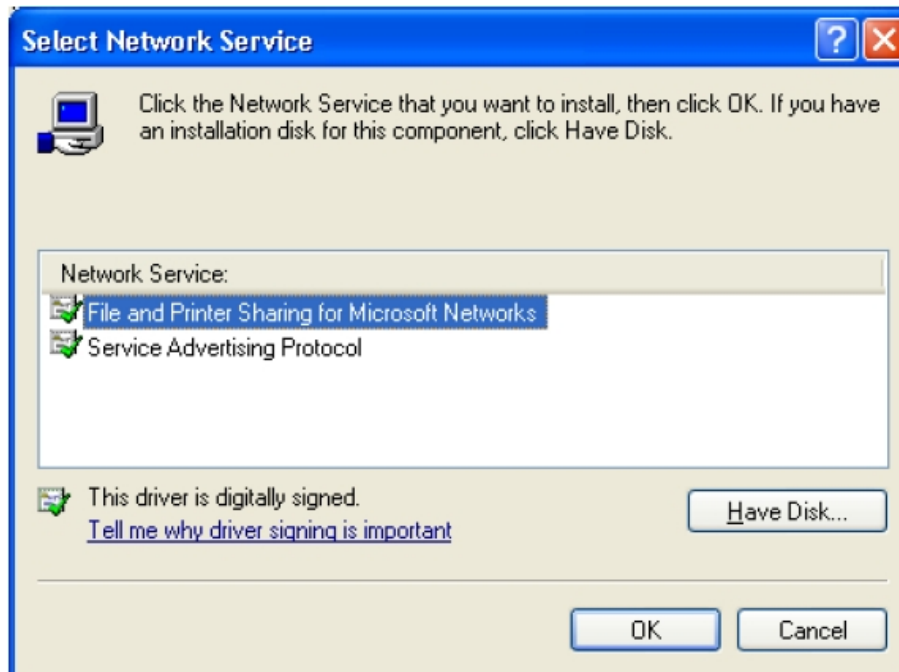 Select Network Service
Click the Network Service that you want to install, then click OK. If you have
an installation disk for this component, click Have Disk.
Network Service:
File and Printer Sharing for Microsoft Networks
Service Advertising Protocol
This driver is digitally signed.
Tell me why driver signing is important
Have Disk...
OK
Cancel